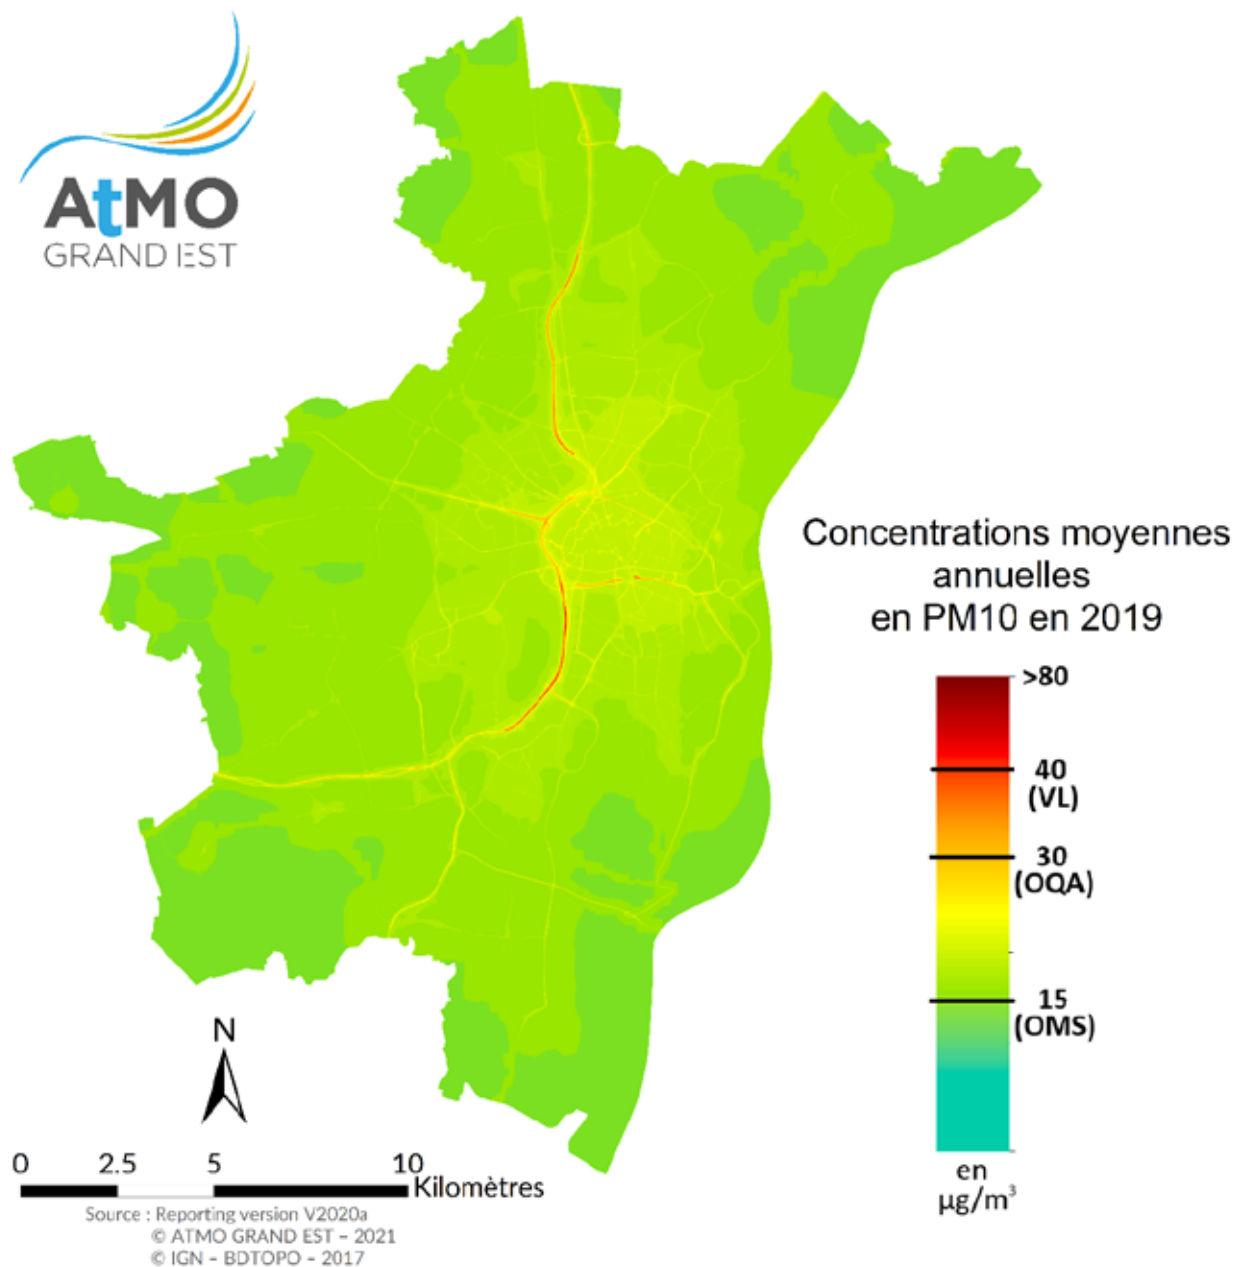 AtMO
GRAND EST
Concentrations moyennes
annuelles
en PM10 en 2019
>80
40
(VL)
30
(OQA)
15
(OMS)
en
µg/m³
N
0 2.5 5 10
Kilomètres
Source : Reporting version V2020a
© ATMO GRAND EST – 2021
© IGN – BDTOPO – 2017